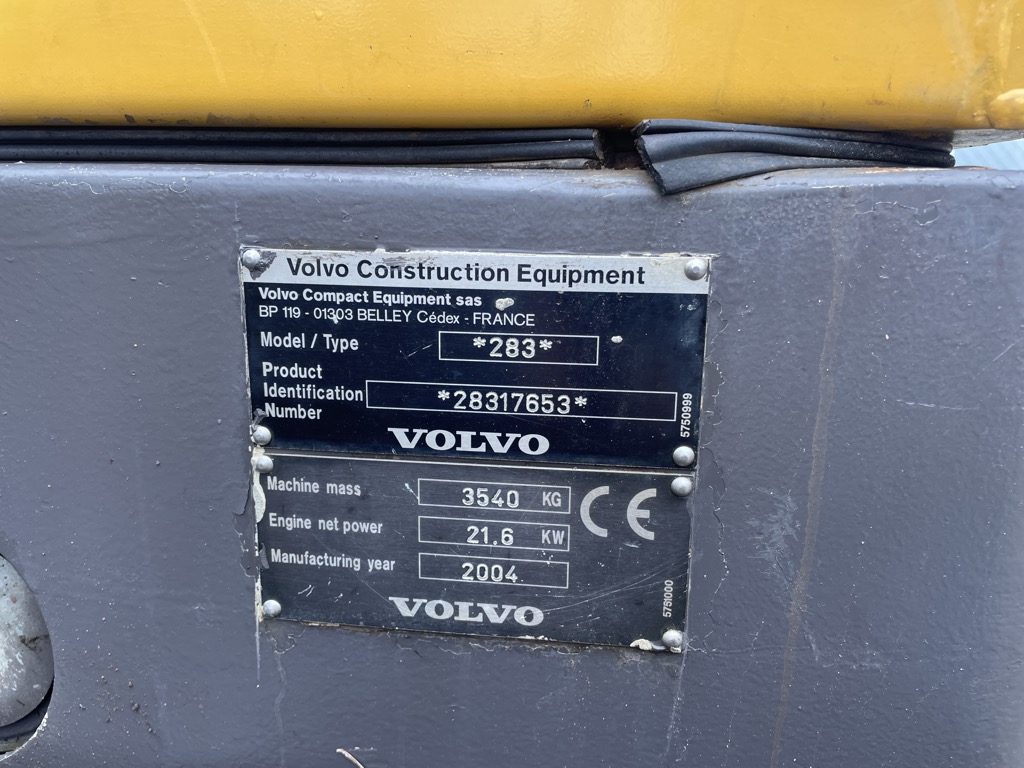 Volvo Construction Equipment
Volvo Compact Equipment sas
BP 119 - 01303 BELLEY Cédex - FRANCE
Model / Type *283*
Product
Identification *28317653*
Number
5750999
VOLVO
Machine mass 3540 KG
Engine net power 21.6 KW
CE
Manufacturing year 2004
5751000
VOLVO